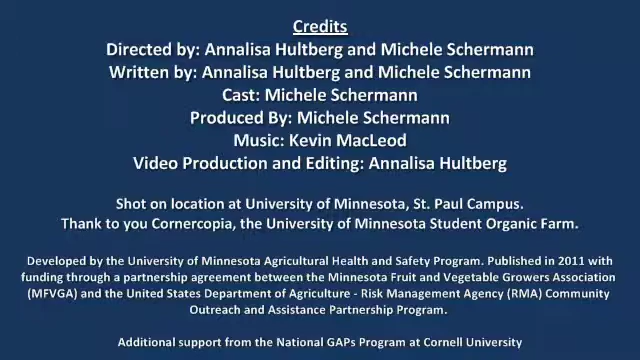 Credits
Directed by: Annalisa Hultberg and Michele Schermann
Written by: Annalisa Hultberg and Michele Schermann
Cast: Michele Schermann
Produced By: Michele Schermann
Music: Kevin MacLeod
Video Production and Editing: Annalisa Hultberg
Shot on location at University of Minnesota, St. Paul Campus.
Thank to you Cornercopia, the University of Minnesota Student Organic Farm.
Developed by the University of Minnesota Agricultural Health and Safety Program. Published in 2011 with
funding through a partnership agreement between the Minnesota Fruit and Vegetable Growers Association
(MFVGA) and the United States Department of Agriculture - Risk Management Agency (RMA) Community
Outreach and Assistance Partnership Program.
Additional support from the National GAPs Program at Cornell University